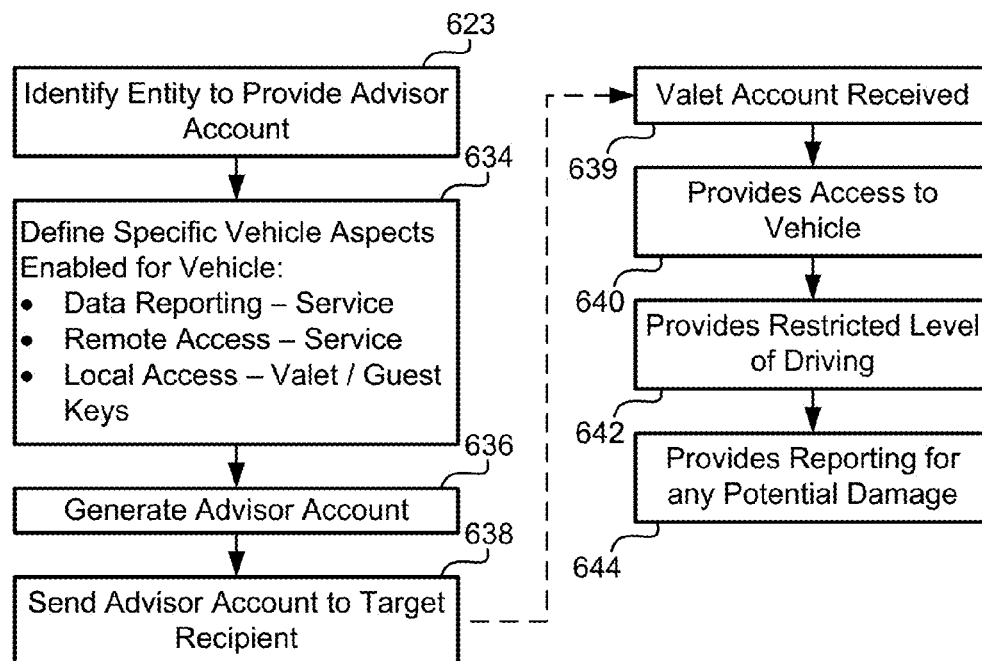 623
Identify Entity to Provide Advisor
Account
634
Define Specific Vehicle Aspects
Enabled for Vehicle:
• Data Reporting – Service
• Remote Access – Service
• Local Access – Valet / Guest
Keys
636
Generate Advisor Account
638
Send Advisor Account to Target
Recipient
Valet Account Received
639
Provides Access to
Vehicle
640
Provides Restricted Level
of Driving
642
Provides Reporting for
any Potential Damage
644